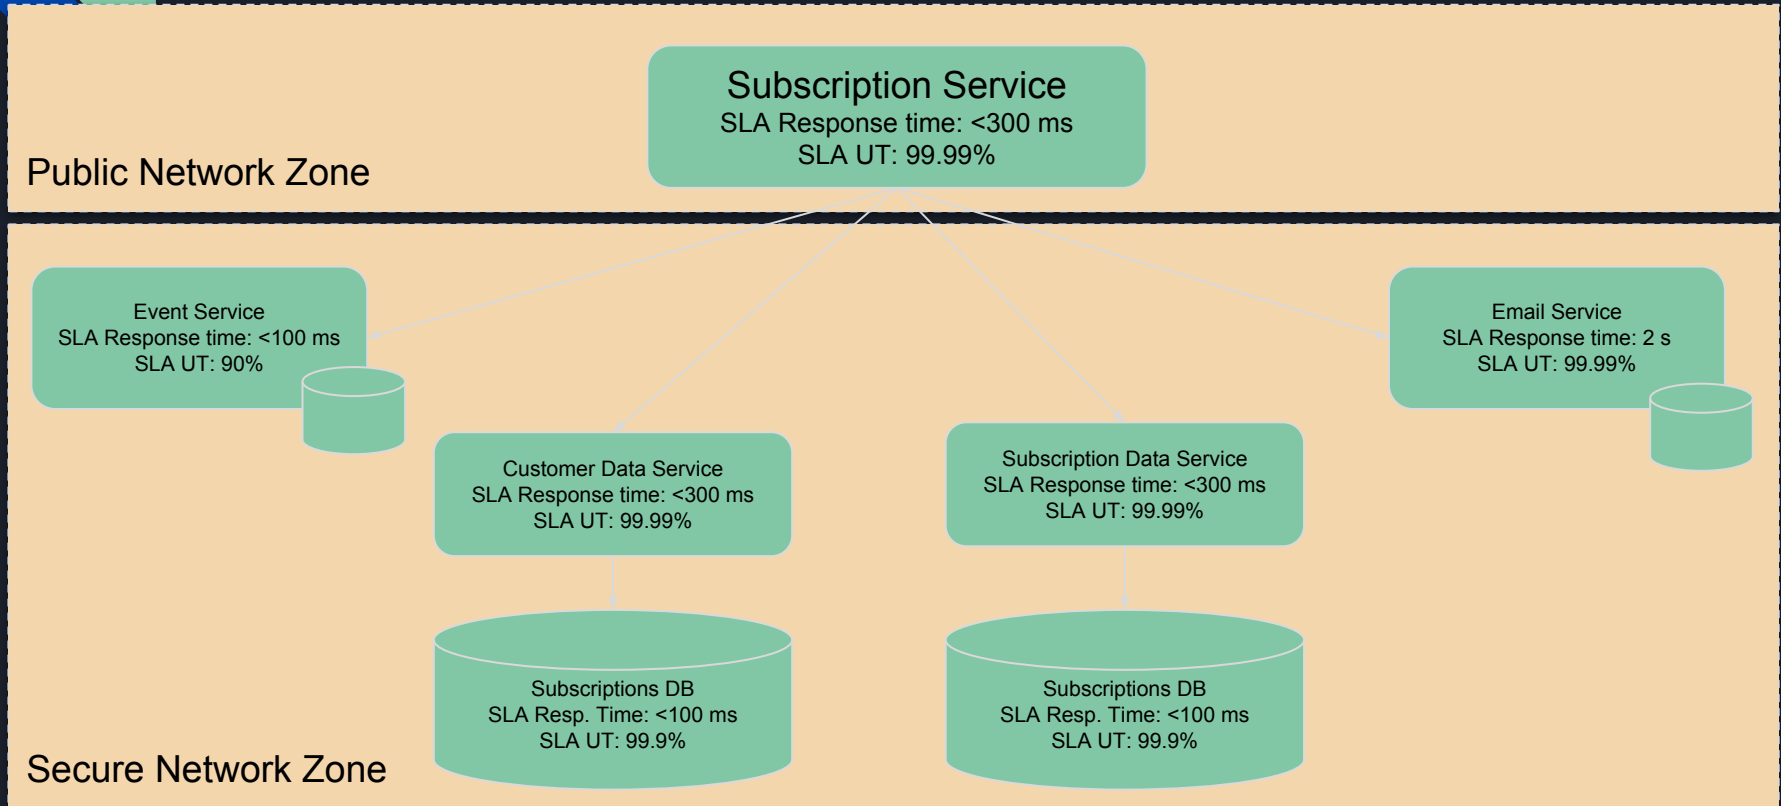 Subscription Service
SLA Response time: <300 ms
SLA UT: 99.99%
Public Network Zone
Event Service
SLA Response time: <100 ms
SLA UT: 90%
Email Service
SLA Response time: 2 s
SLA UT: 99.99%
Customer Data Service
SLA Response time: <300 ms
SLA UT: 99.99%
Subscription Data Service
SLA Response time: <300 ms
SLA UT: 99.99%
Subscriptions DB
SLA Resp. Time: <100 ms
SLA UT: 99.9%
Subscriptions DB
SLA Resp. Time: <100 ms
SLA UT: 99.9%
Secure Network Zone